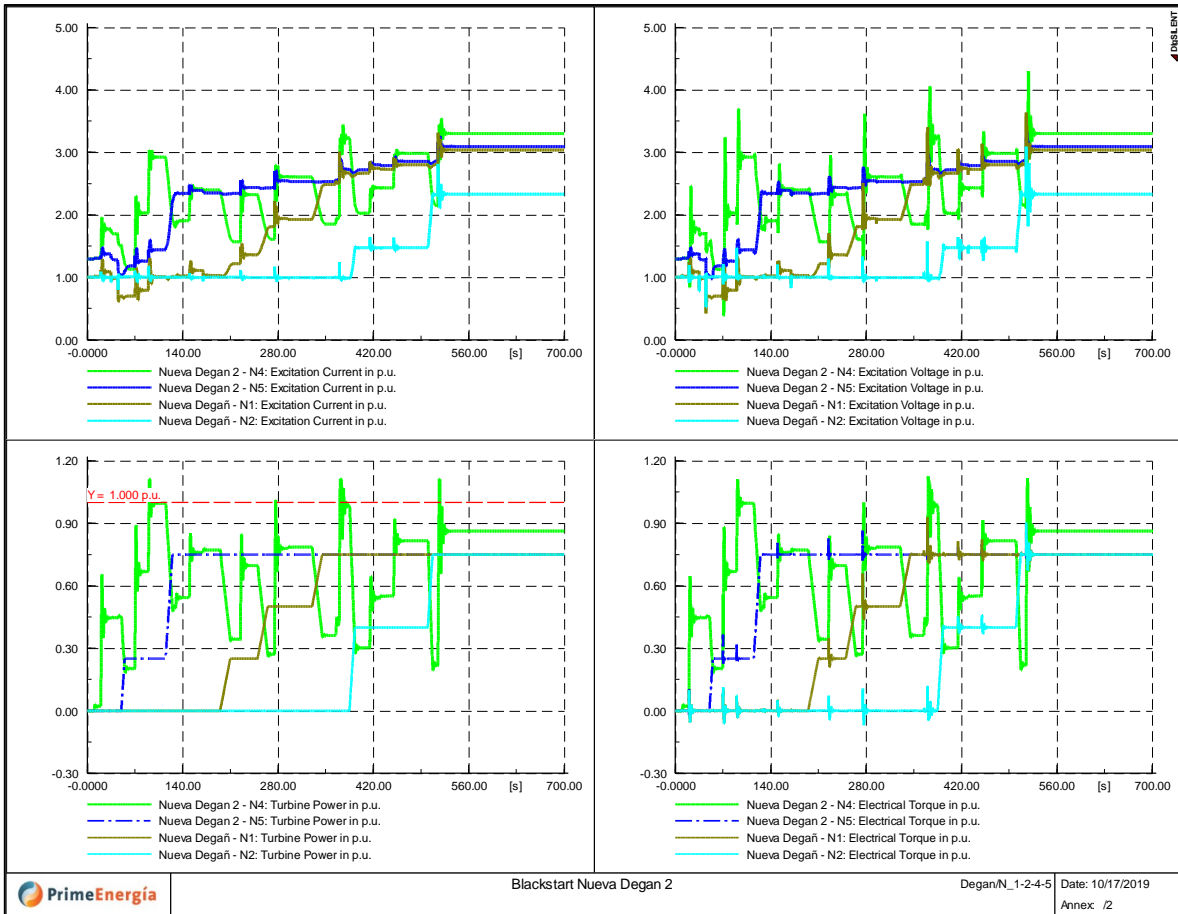 5.00
4.00
3.00
2.00
1.00
0.00
-0.0000 140.00 280.00 420.00 560.00 [s] 700.00
Nueva Degan 2 - N4: Excitation Current in p.u.
Nueva Degan 2 - N5: Excitation Current in p.u.
Nueva Degañ - N1: Excitation Current in p.u.
Nueva Degañ - N2: Excitation Current in p.u.
5.00
4.00
3.00
2.00
1.00
0.00
-0.0000 140.00 280.00 420.00 560.00 [s] 700.00
Nueva Degan 2 - N4: Excitation Voltage in p.u.
Nueva Degan 2 - N5: Excitation Voltage in p.u.
Nueva Degañ - N1: Excitation Voltage in p.u.
Nueva Degañ - N2: Excitation Voltage in p.u.
DIgSILENT
1.20
0.90
0.60
0.30
0.00
-0.30
Y = 1.000 p.u.
-0.0000 140.00 280.00 420.00 560.00 [s] 700.00
Nueva Degan 2 - N4: Turbine Power in p.u.
Nueva Degan 2 - N5: Turbine Power in p.u.
Nueva Degañ - N1: Turbine Power in p.u.
Nueva Degañ - N2: Turbine Power in p.u.
1.20
0.90
0.60
0.30
0.00
-0.30
-0.0000 140.00 280.00 420.00 560.00 [s] 700.00
Nueva Degan 2 - N4: Electrical Torque in p.u.
Nueva Degan 2 - N5: Electrical Torque in p.u.
Nueva Degañ - N1: Electrical Torque in p.u.
Nueva Degañ - N2: Electrical Torque in p.u.
PrimeEnergía
Blackstart Nueva Degan 2
Degan/N_1-2-4-5
Date: 10/17/2019
Annex: /2